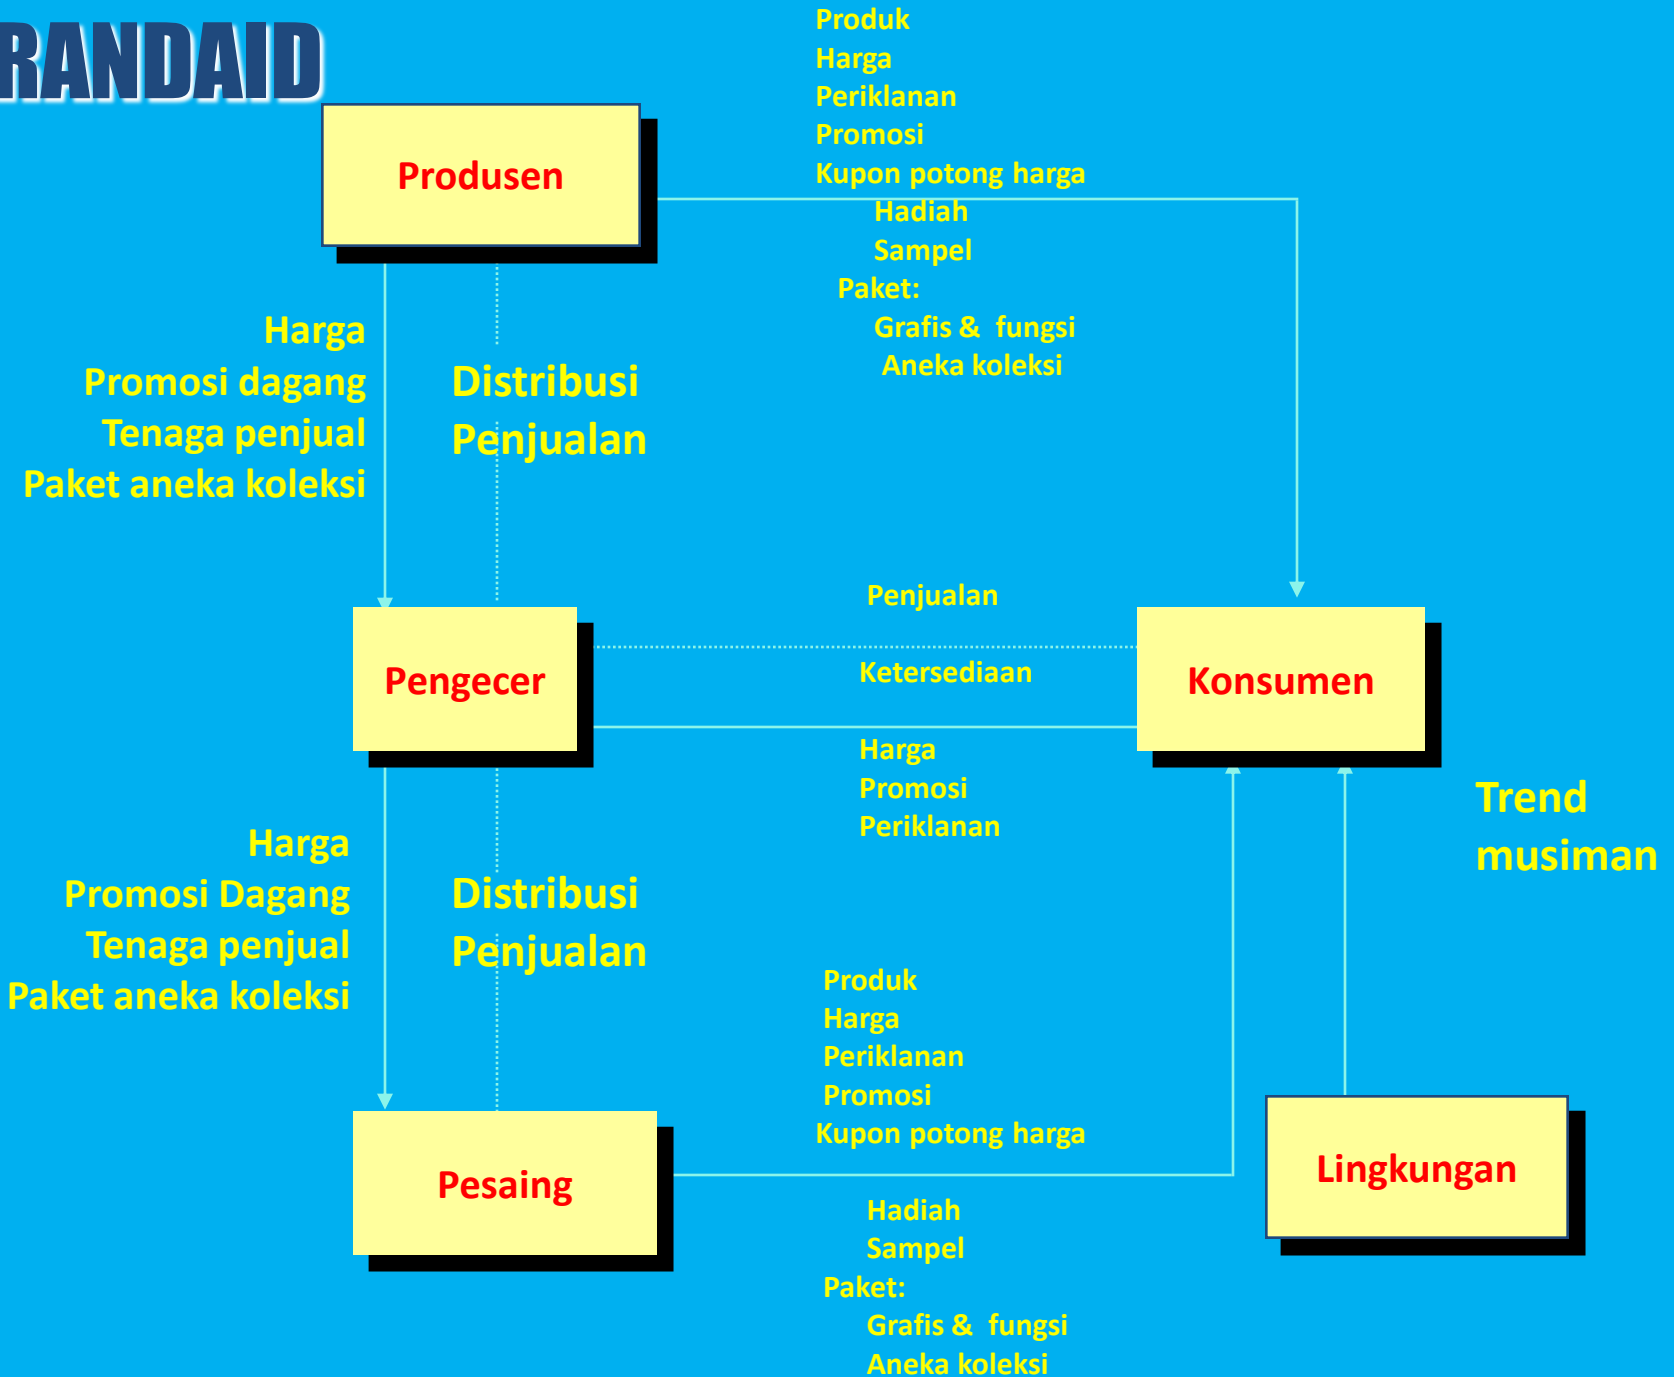 RANDAID
Produk
Harga
Periklanan
Promosi
Kupon potong harga
Hadiah
Sampel
Paket:
Grafis & fungsi
Aneka koleksi
Produsen
Harga
Promosi dagang
Tenaga penjual
Paket aneka koleksi
Distribusi
Penjualan
Penjualan
Ketersediaan
Pengecer
Konsumen
Harga
Promosi
Periklanan
Trend
musiman
Harga
Promosi Dagang
Tenaga penjual
Paket aneka koleksi
Distribusi
Penjualan
Produk
Harga
Periklanan
Promosi
Kupon potong harga
Pesaing
Lingkungan
Hadiah
Sampel
Paket:
Grafis & fungsi
Aneka koleksi